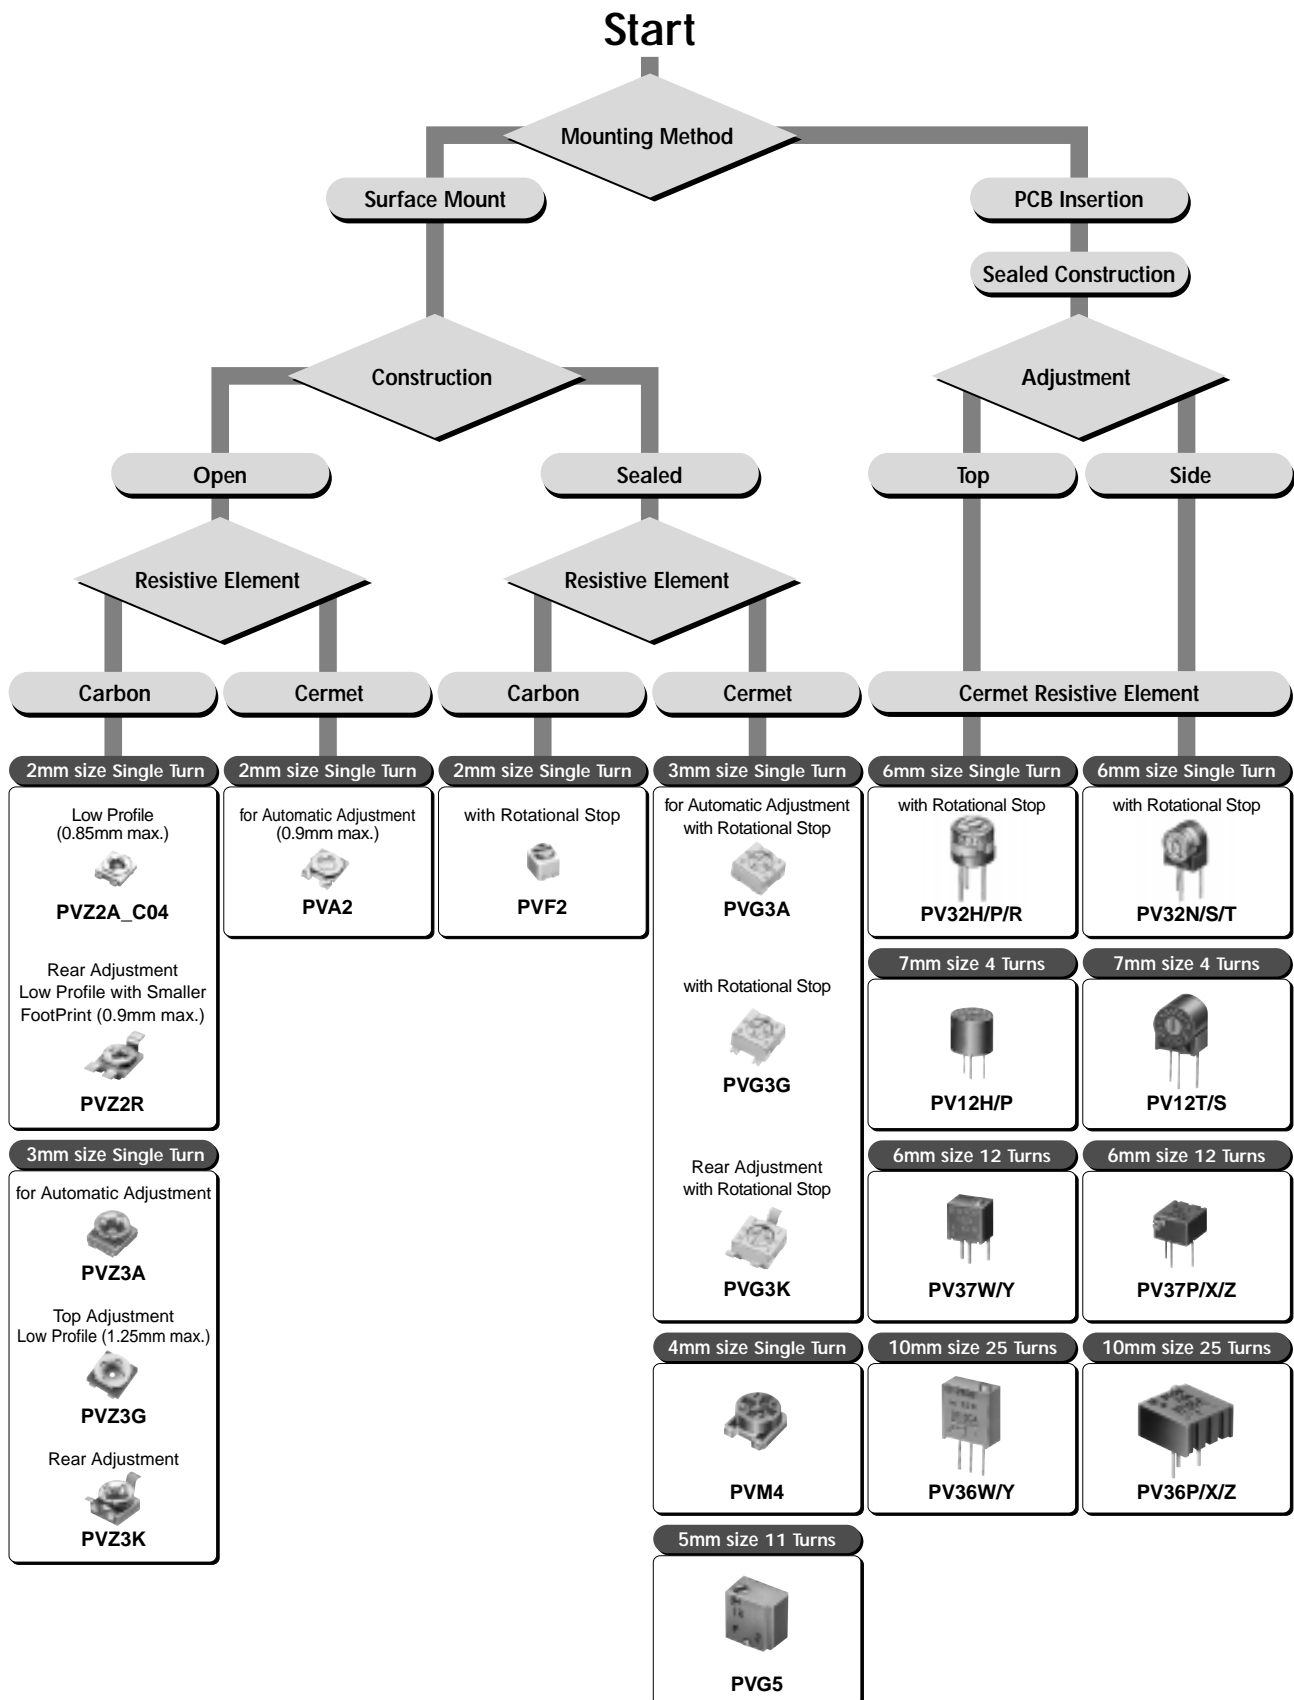 Start
Mounting Method
Surface Mount
PCB Insertion
Sealed Construction
Construction
Adjustment
Open
Sealed
Top
Side
Resistive Element
Resistive Element
Carbon
Cermet
Carbon
Cermet
Cermet Resistive Element
2mm size Single Turn
Low Profile
(0.85mm max.)
PVZ2A_C04
Rear Adjustment
Low Profile with Smaller
FootPrint (0.9mm max.)
PVZ2R
3mm size Single Turn
for Automatic Adjustment
PVZ3A
Top Adjustment
Low Profile (1.25mm max.)
PVZ3G
Rear Adjustment
PVZ3K
2mm size Single Turn
for Automatic Adjustment
(0.9mm max.)
PVA2
2mm size Single Turn
with Rotational Stop
PVF2
3mm size Single Turn
for Automatic Adjustment
with Rotational Stop
PVG3A
with Rotational Stop
PVG3G
Rear Adjustment
with Rotational Stop
PVG3K
4mm size Single Turn
PVM4
5mm size 11 Turns
PVG5
6mm size Single Turn
with Rotational Stop
PV32H/P/R
7mm size 4 Turns
PV12H/P
6mm size 12 Turns
PV37W/Y
10mm size 25 Turns
PV36W/Y
6mm size Single Turn
with Rotational Stop
PV32N/S/T
7mm size 4 Turns
PV12T/S
6mm size 12 Turns
PV37P/X/Z
10mm size 25 Turns
PV36P/X/Z